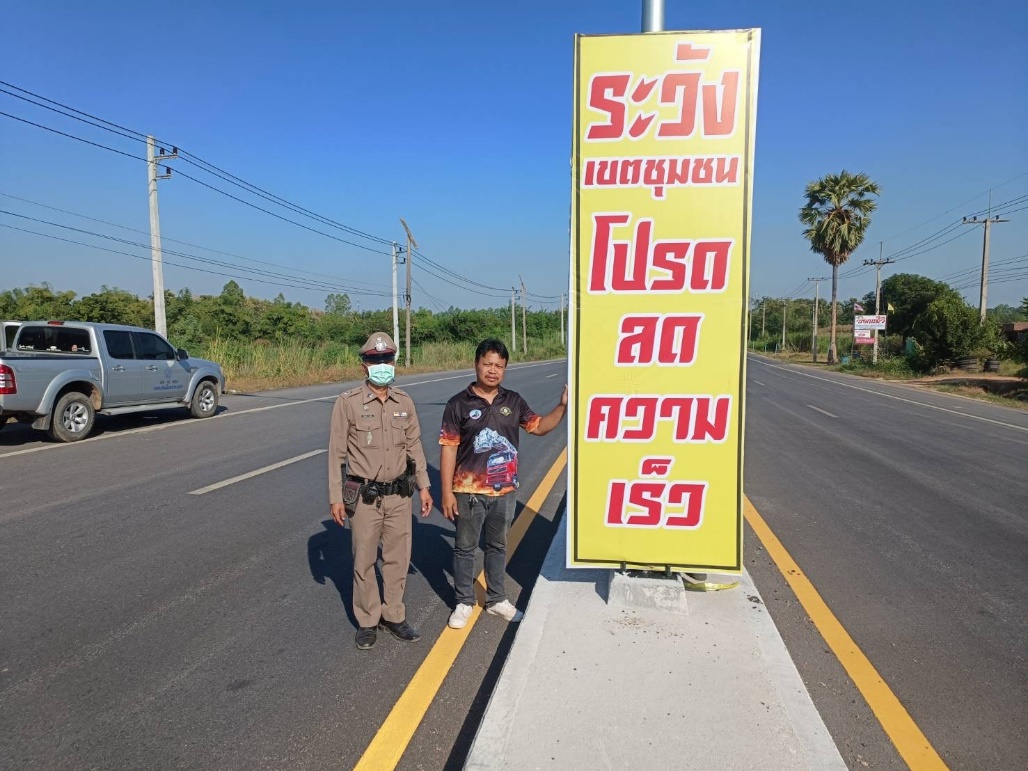 ระวัง
เขตชุมชน
โปรด
ลด
ความ
เร็ว